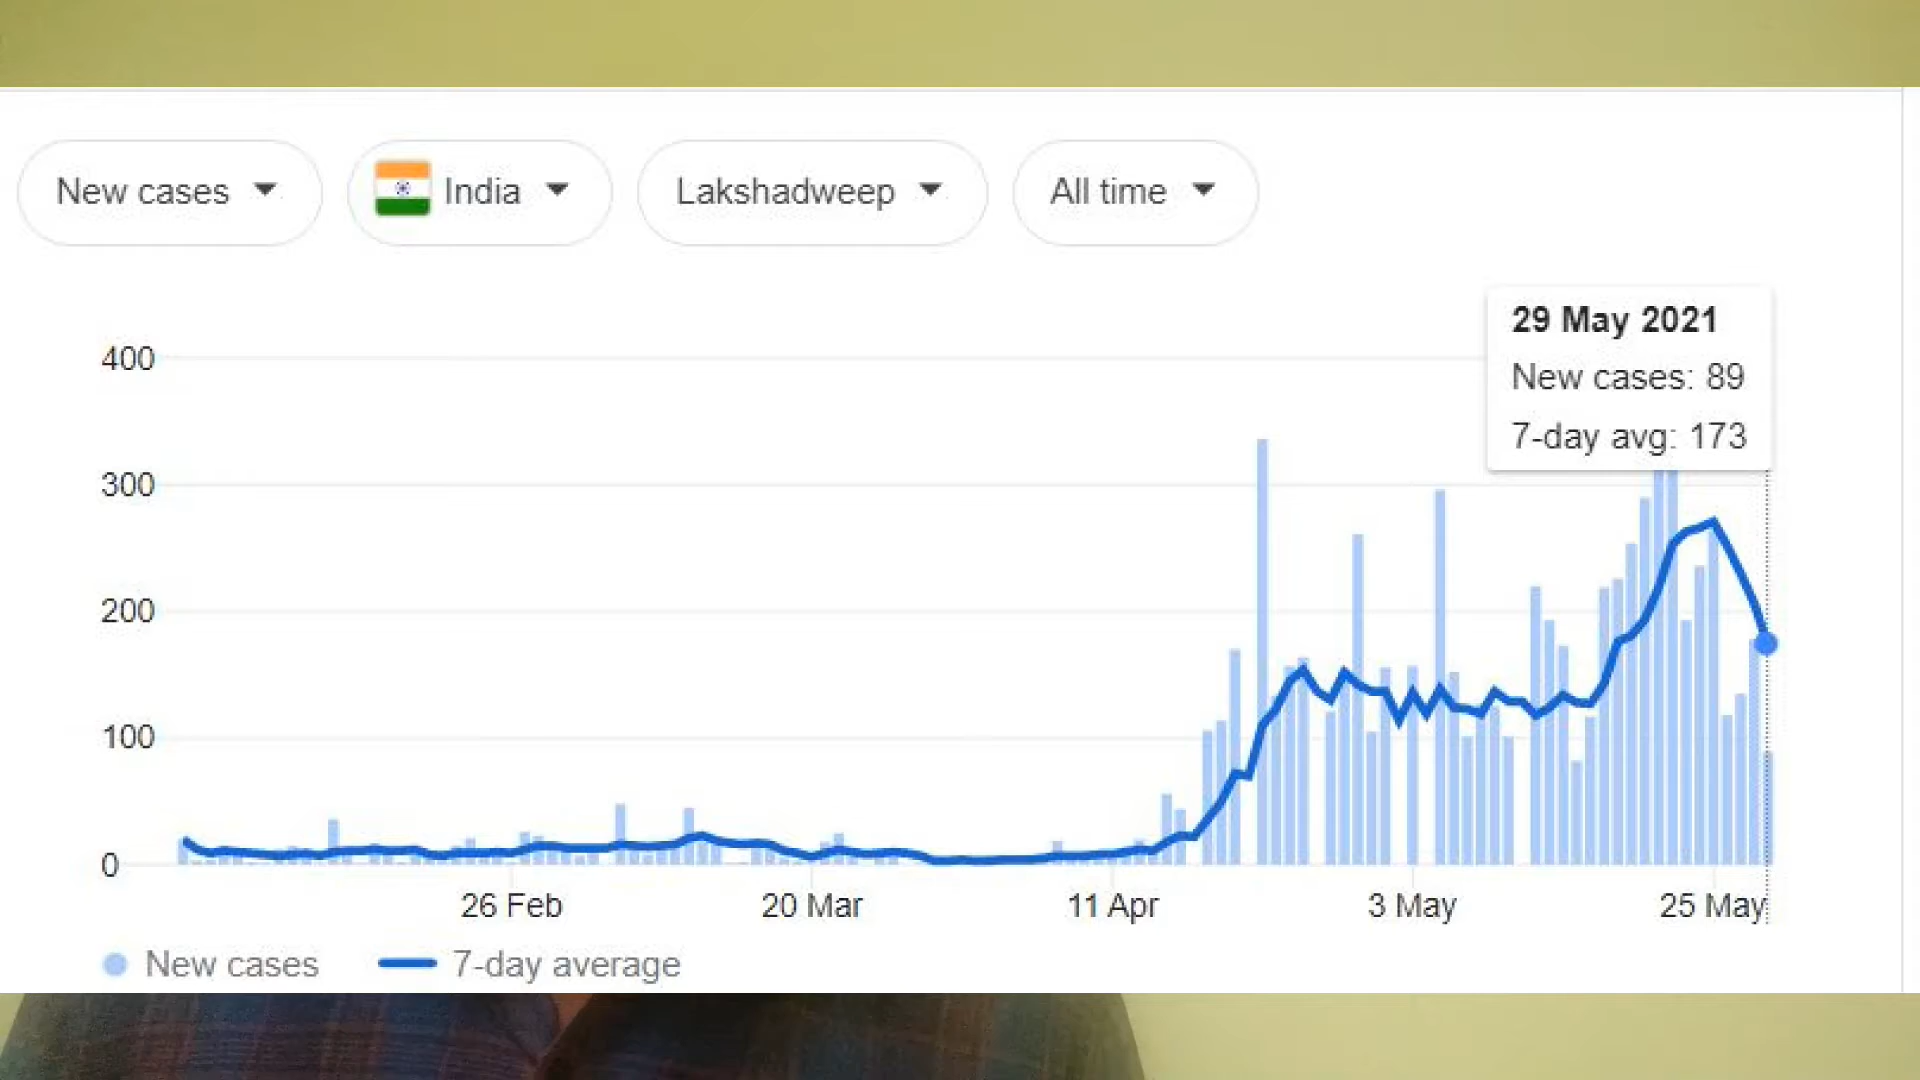 New cases India Lakshadweep All time
29 May 2021
New cases: 89
7-day avg: 173
400
300
200
100
0
26 Feb 20 Mar 11 Apr 3 May 25 May
New cases 7-day average